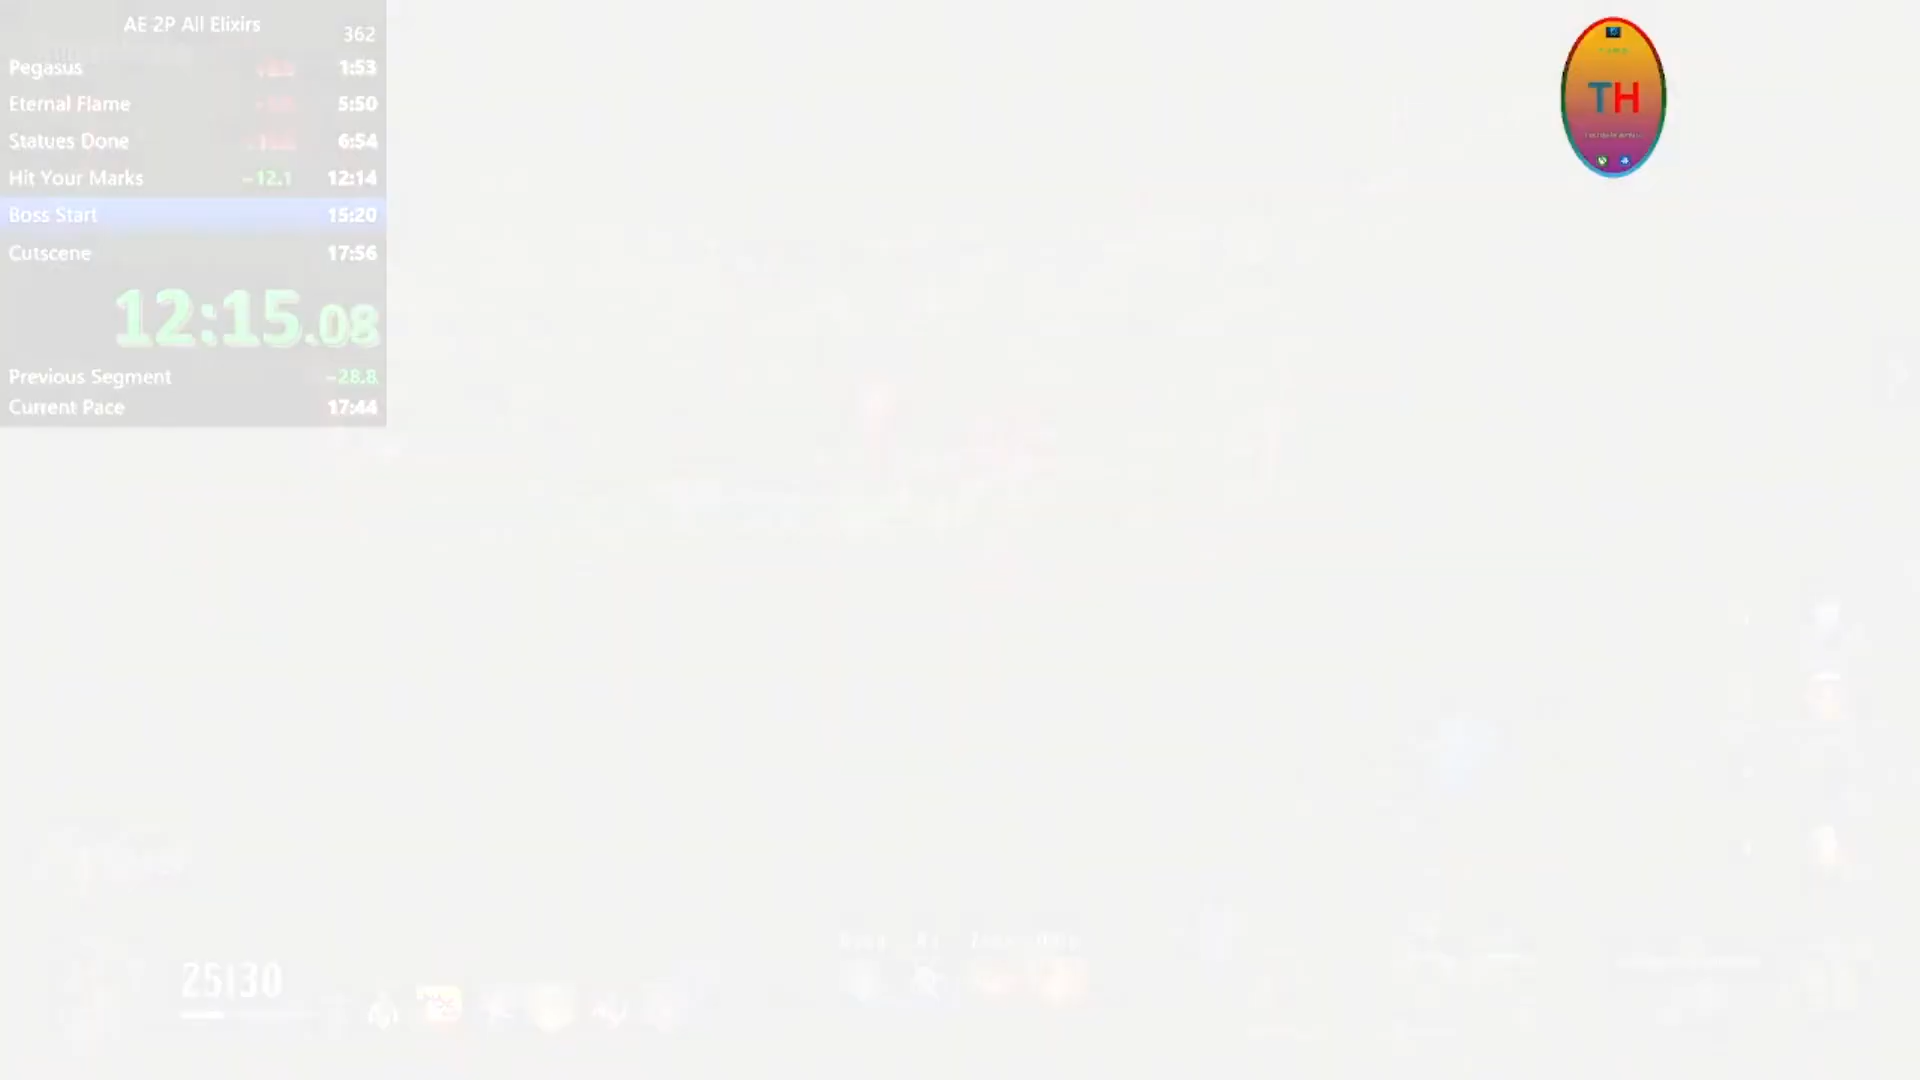 AE 2P All Elixirs
362
Pegasus 1:53
Eternal Flame 5:50
Statues Done 6:54
Hit Your Marks -12.1 12:14
Boss Start 15:20
Cutscene 17:56
12:15.08
Previous Segment -28.8
Current Pace 17:44
TH
25130